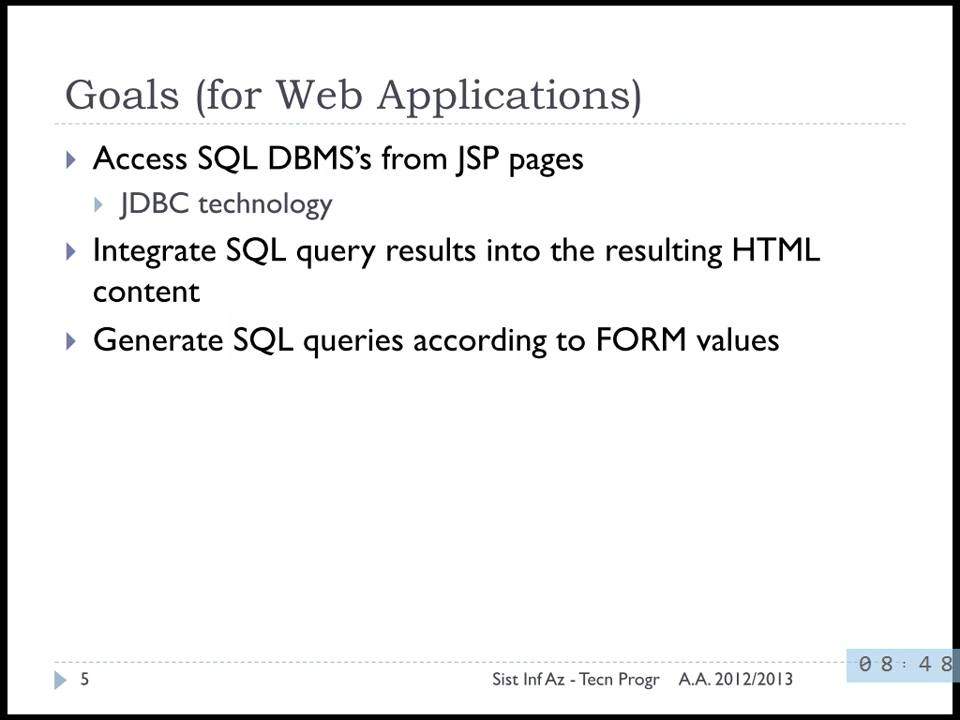 Goals (for Web Applications)
Access SQL DBMS’s from JSP pages
JDBC technology
Integrate SQL query results into the resulting HTML
content
Generate SQL queries according to FORM values
5
Sist Inf Az - Tecn Progr A.A. 2012/2013
08:48